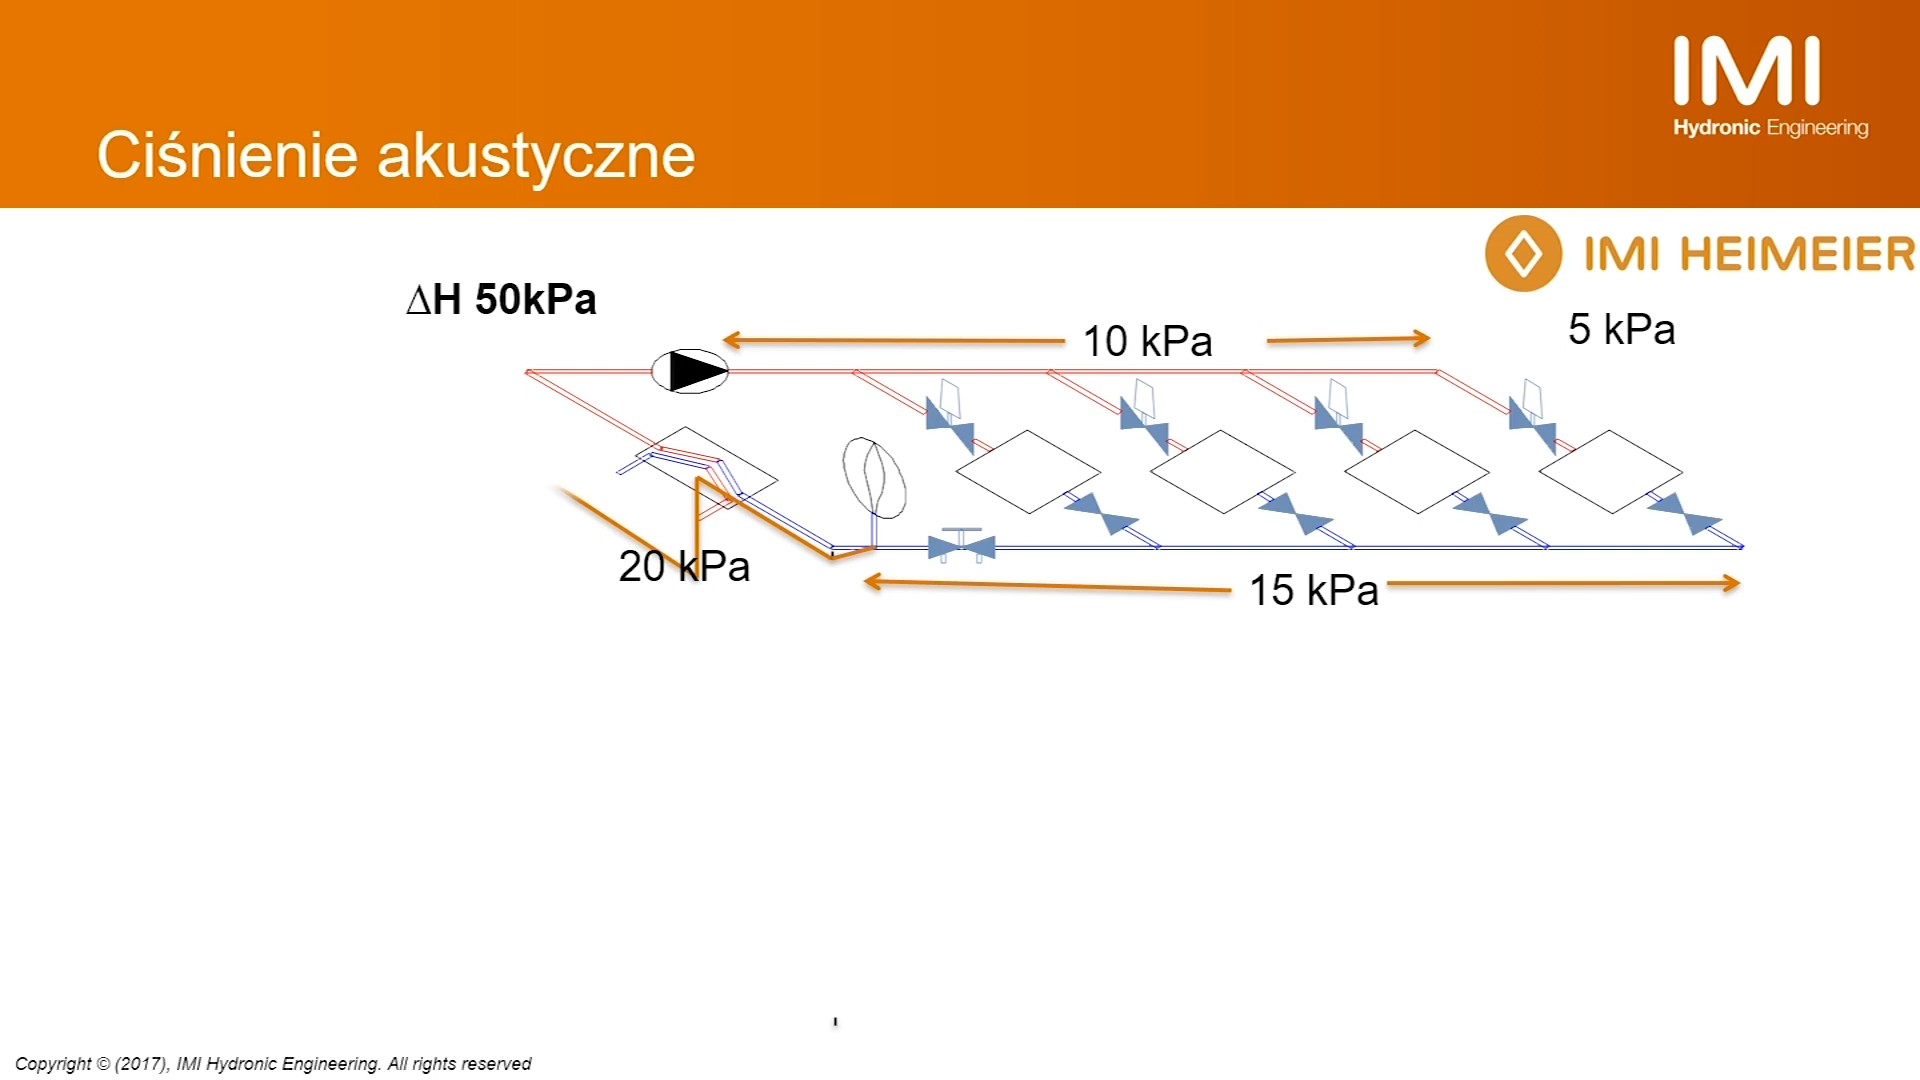 IMI
Hydronic Engineering
Ciśnienie akustyczne
IMI HEIMEIER
∆H 50kPa
10 kPa
5 kPa
20 kPa
15 kPa
Copyright © (2017), IMI Hydronic Engineering. All rights reserved